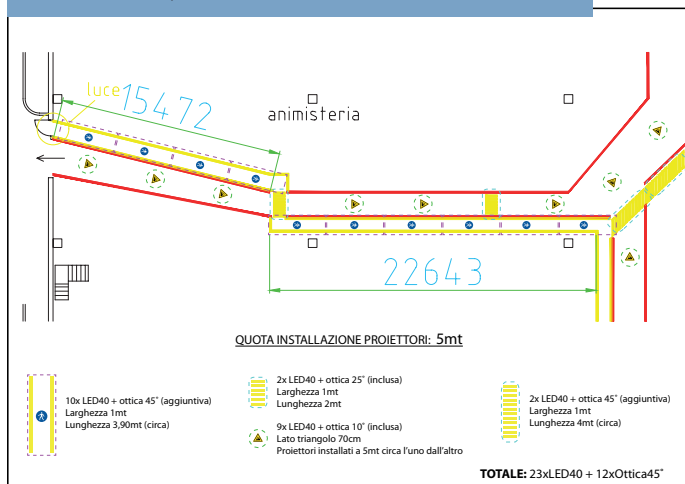 luce
15472
animisteria
22643
QUOTA INSTALLAZIONE PROIETTORI: 5mt
10x LED40 + ottica 45° (aggiuntiva)
Larghezza 1mt
Lunghezza 3,90mt (circa)
2x LED40 + ottica 25° (inclusa)
Larghezza 1mt
Lunghezza 2mt
9x LED40 + ottica 10° (inclusa)
Lato triangolo 70cm
Proiettori installati a 5mt circa l'uno dall'altro
2x LED40 + ottica 45° (aggiuntiva)
Larghezza 1mt
Lunghezza 4mt (circa)
TOTALE: 23xLED40 + 12xOttica45°